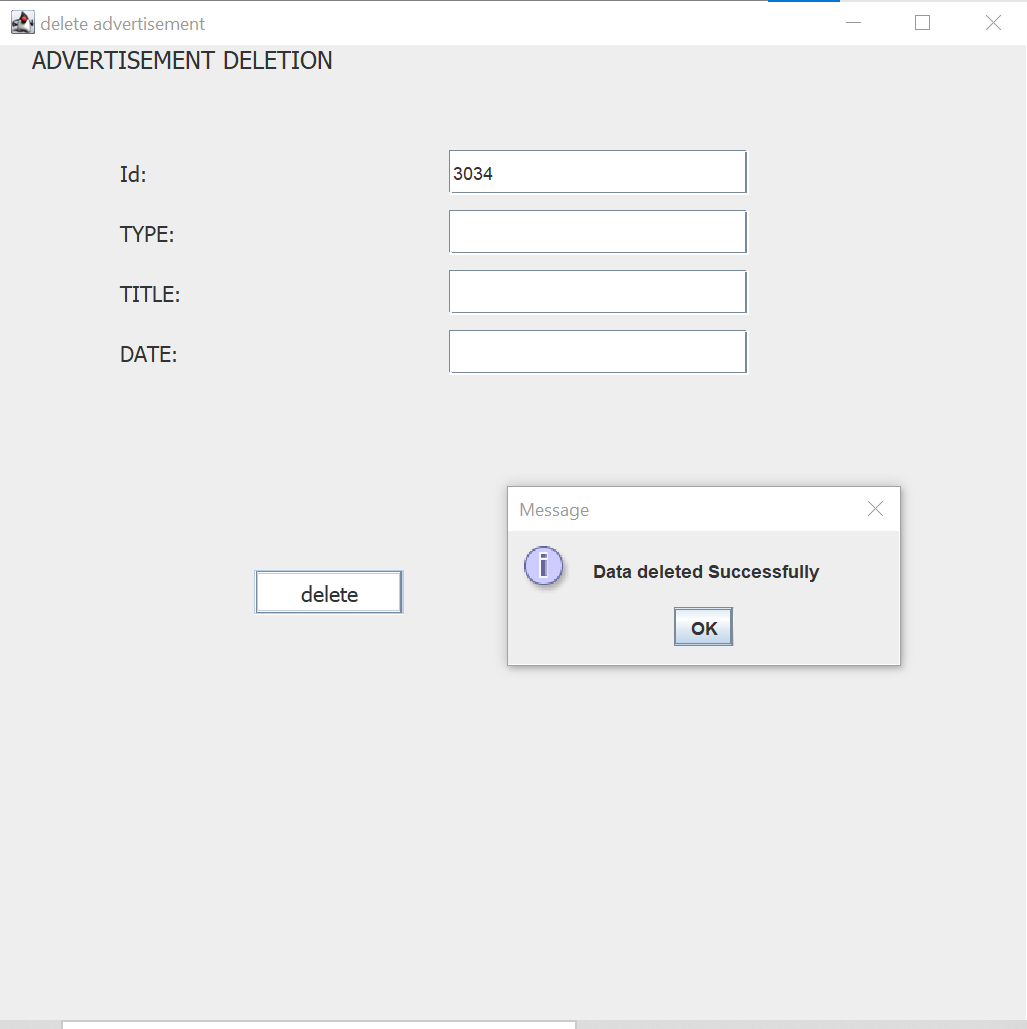 delete advertisement
ADVERTISEMENT DELETION
Id:
3034
TYPE:
TITLE:
DATE:
Message
i
Data deleted Successfully
OK
delete